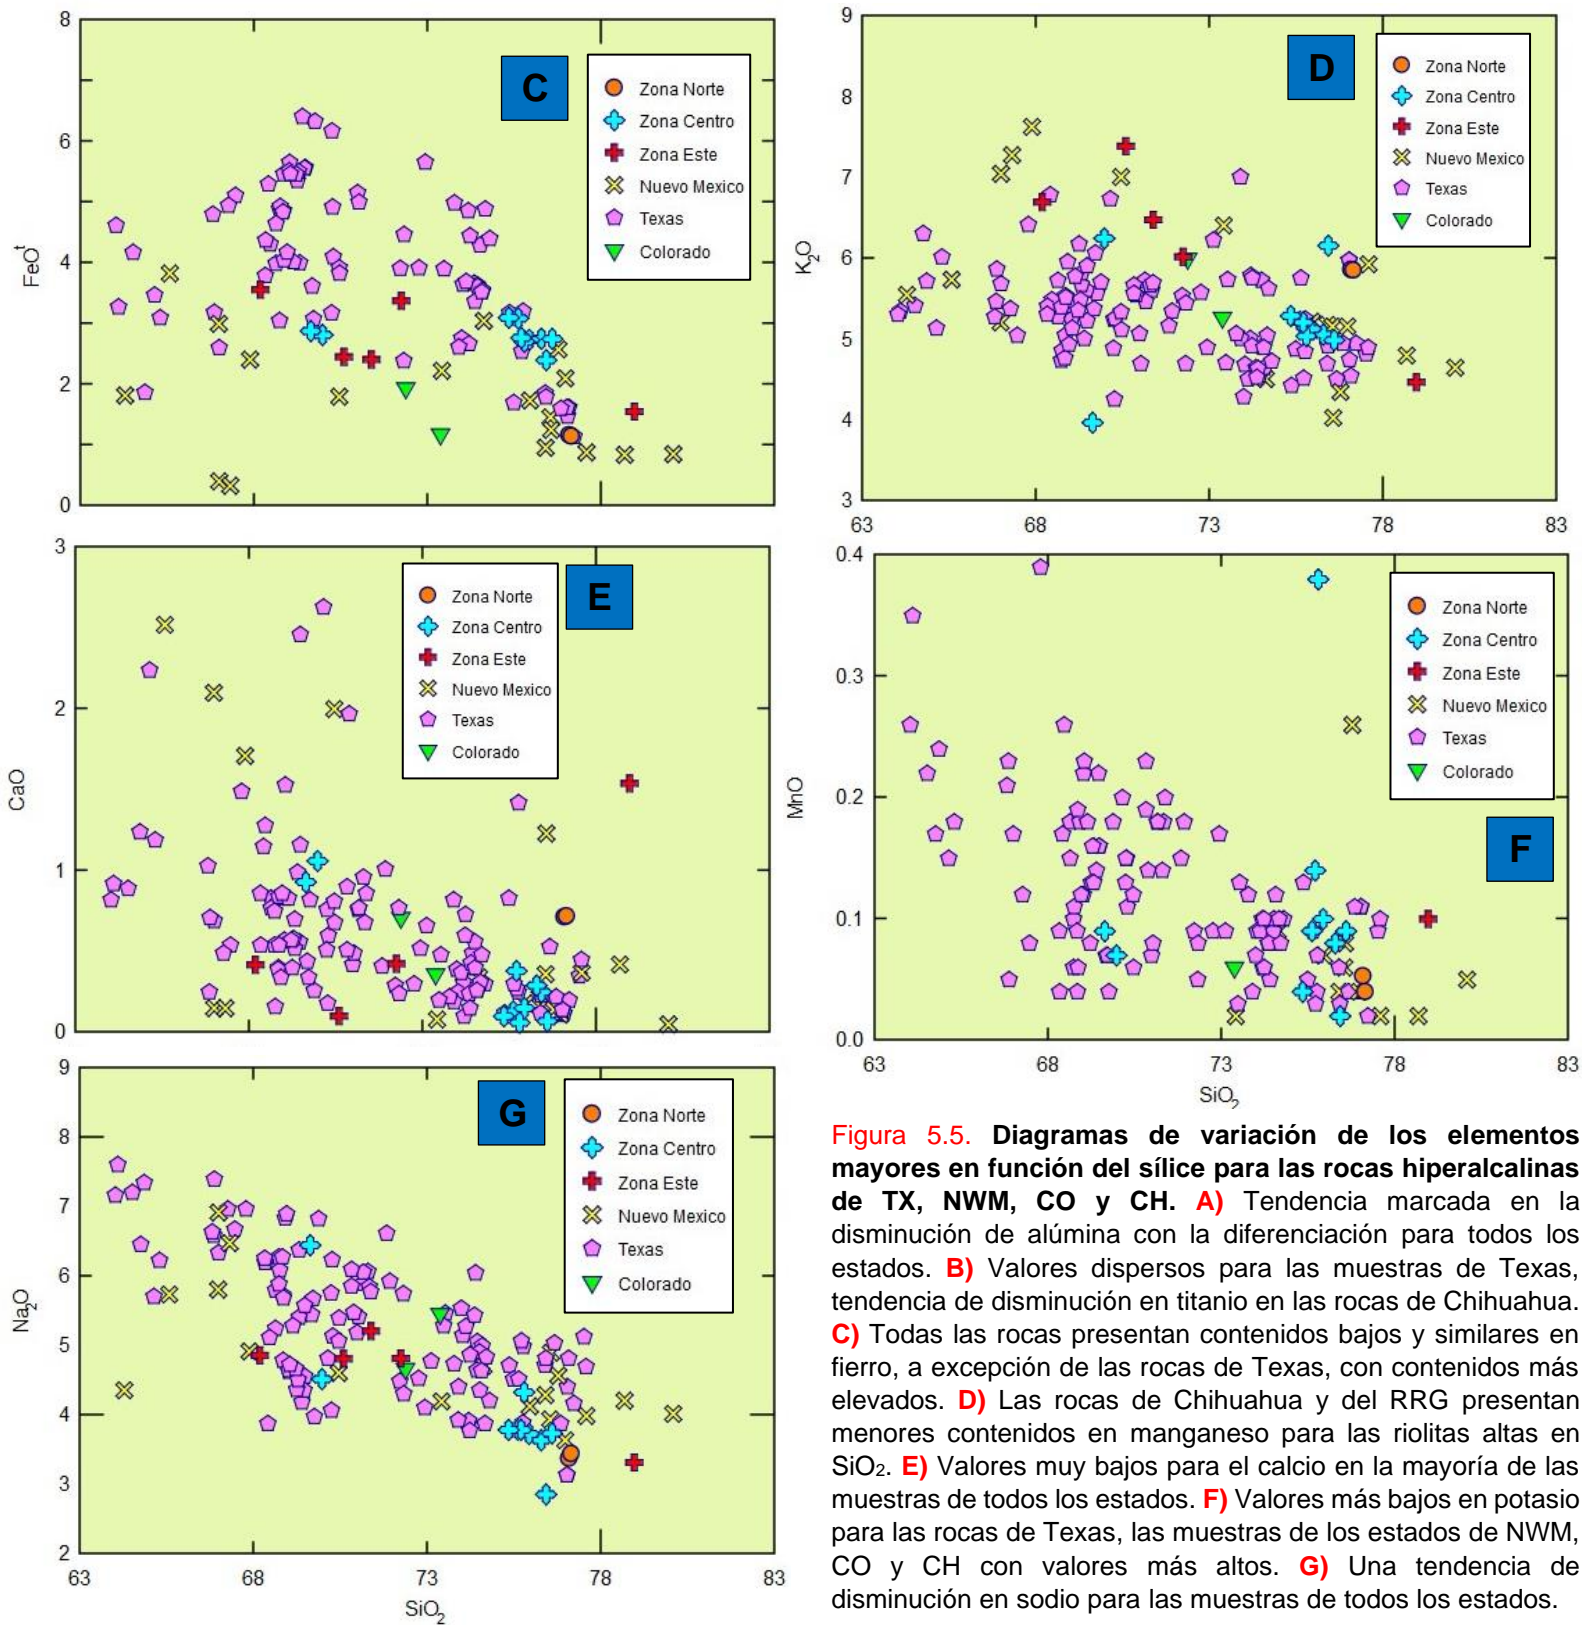 8
6
4
2
0
FeOᵗ
C
Zona Norte
Zona Centro
Zona Este
Nuevo Mexico
Texas
Colorado
9
8
7
6
5
4
3
K₂O
63
68
73
78
83
D
Zona Norte
Zona Centro
Zona Este
Nuevo Mexico
Texas
Colorado
3
2
1
0
CaO
E
Zona Norte
Zona Centro
Zona Este
Nuevo Mexico
Texas
Colorado
0.4
0.3
0.2
0.1
0.0
MnO
63
68
73
78
83
SiO₂
F
Zona Norte
Zona Centro
Zona Este
Nuevo Mexico
Texas
Colorado
9
8
7
6
5
4
3
2
Na₂O
63
68
73
78
83
SiO₂
G
Zona Norte
Zona Centro
Zona Este
Nuevo Mexico
Texas
Colorado
Figura 5.5. Diagramas de variación de los elementos
mayores en función del sílice para las rocas hiperalcalinas
de TX, NWM, CO y CH. A) Tendencia marcada en la
disminución de alúmina con la diferenciación para todos los
estados. B) Valores dispersos para las muestras de Texas,
tendencia de disminución en titanio en las rocas de Chihuahua.
C) Todas las rocas presentan contenidos bajos y similares en
fierro, a excepción de las rocas de Texas, con contenidos más
elevados. D) Las rocas de Chihuahua y del RRG presentan
menores contenidos en manganeso para las riolitas altas en
SiO₂. E) Valores muy bajos para el calcio en la mayoría de las
muestras de todos los estados. F) Valores más bajos en potasio
para las rocas de Texas, las muestras de los estados de NWM,
CO y CH con valores más altos. G) Una tendencia de
disminución en sodio para las muestras de todos los estados.